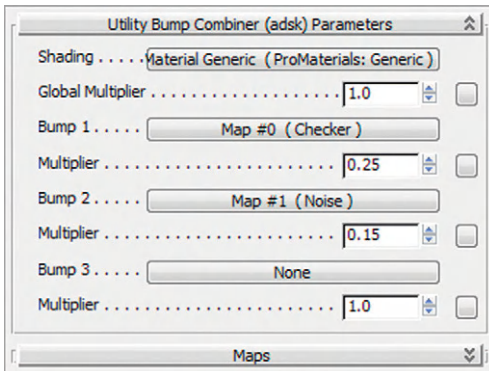 Utility Bump Combiner (adsk) Parameters
Shading . . . . . Material Generic ( ProMaterials: Generic )
Global Multiplier . . . . . . . . . . . . . . . . . . . 1.0
Bump 1 . . . . . Map #0 ( Checker )
Multiplier . . . . . . . . . . . . . . . . . . . . . . . 0.25
Bump 2 . . . . . Map #1 (Noise )
Multiplier . . . . . . . . . . . . . . . . . . . . . . . 0.15
Bump 3 . . . . . None
Multiplier . . . . . . . . . . . . . . . . . . . . . . . 1.0
Maps